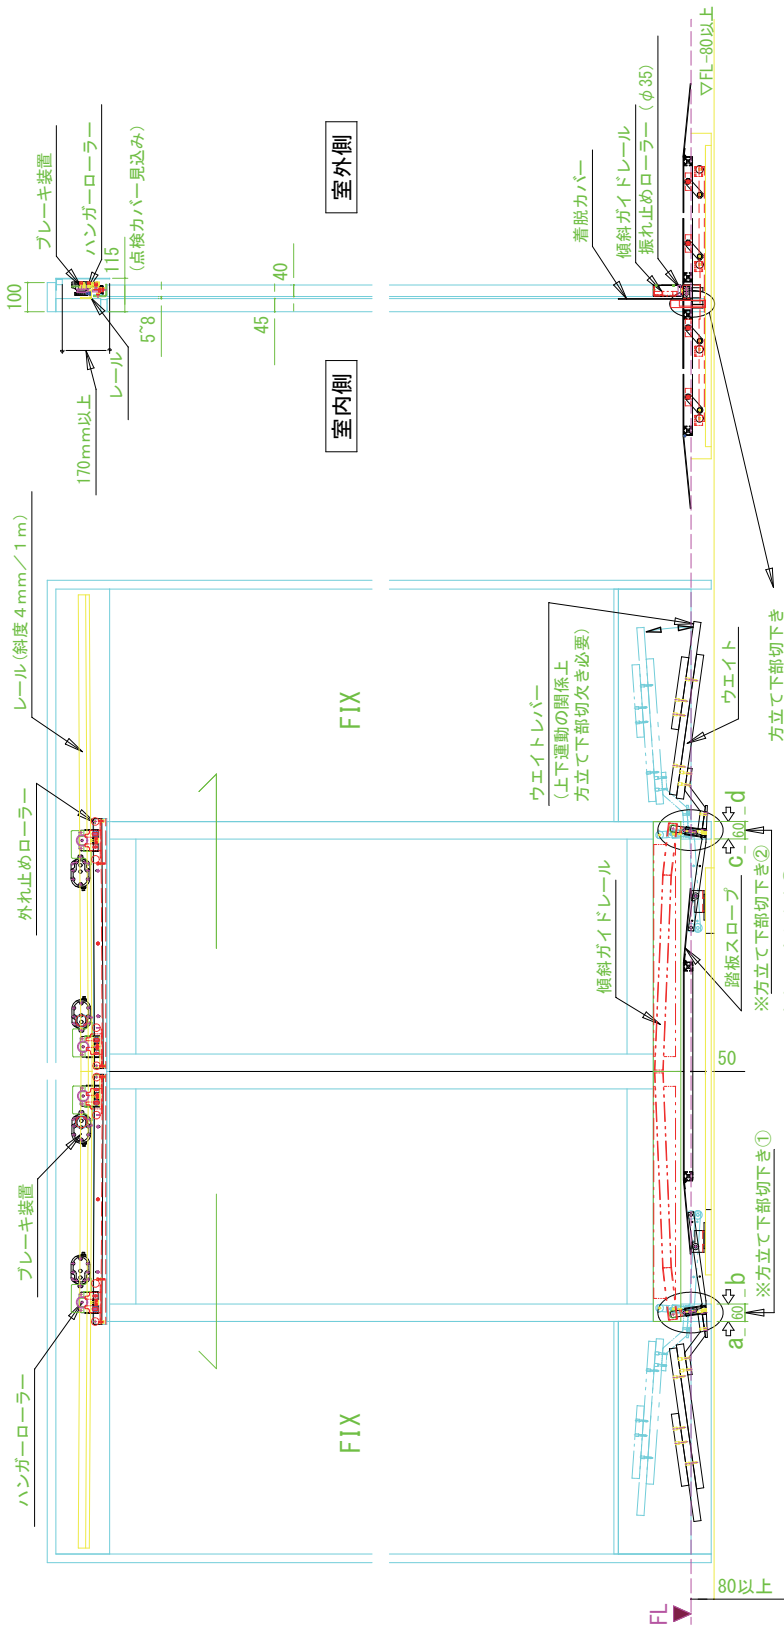 ハンガーローラー
ブレーキ装置
外れ止めローラー
レール(斜度4mm/1m)
170mm以上
レール
100
ブレーキ装置
ハンガーローラー
115
(点検カバー見込み)
5~8
45
40
FIX
FIX
室内側
室外側
着脱カバー
傾斜ガイドレール
振れ止めローラー(φ35)
▽FL-80以上
ウエイトレバー
(上下運動の関係上
方立て下部切欠き必要)
ウエイト
傾斜ガイドレール
踏板スロープ
a
60
b
c
60
d
50
※方立て下部切下き①
※方立て下部切下き②
方立て下部切下き
FL
80以上